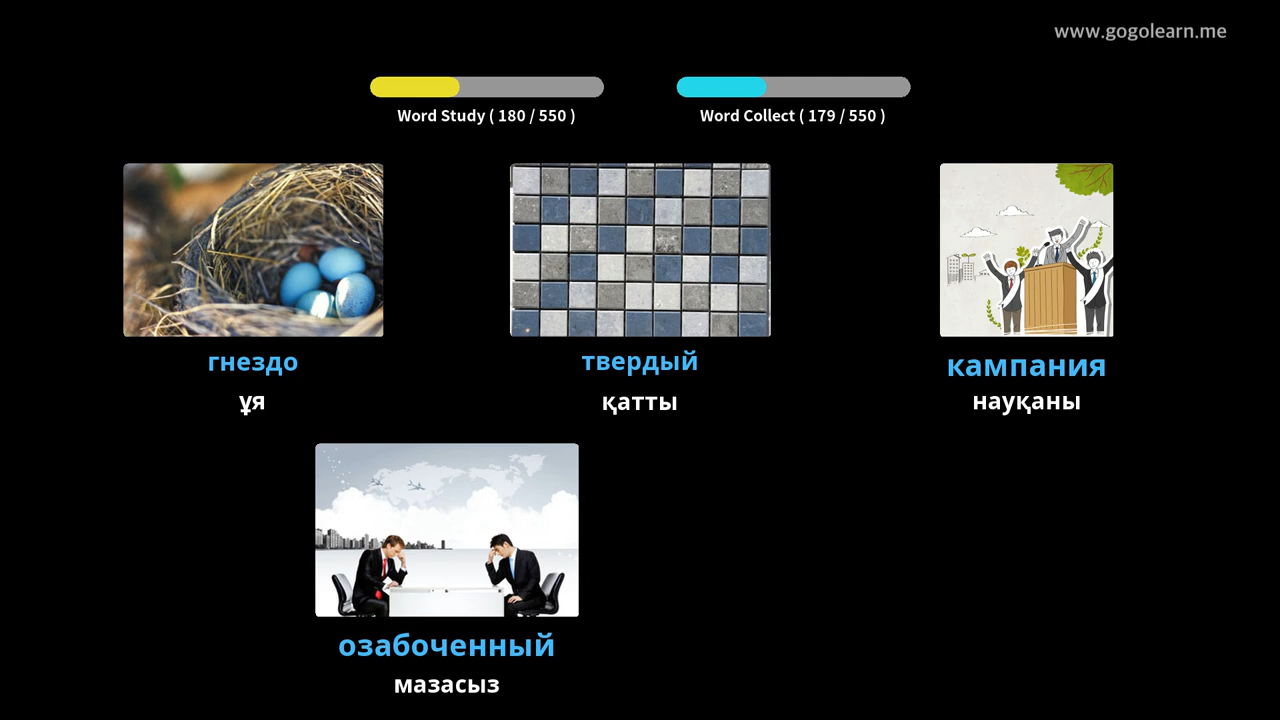 www.gogolearn.me
Word Study ( 180 / 550 )
Word Collect ( 179 / 550 )
гнездо
ұя
твердый
қатты
кампания
науқаны
озабоченный
мазасыз